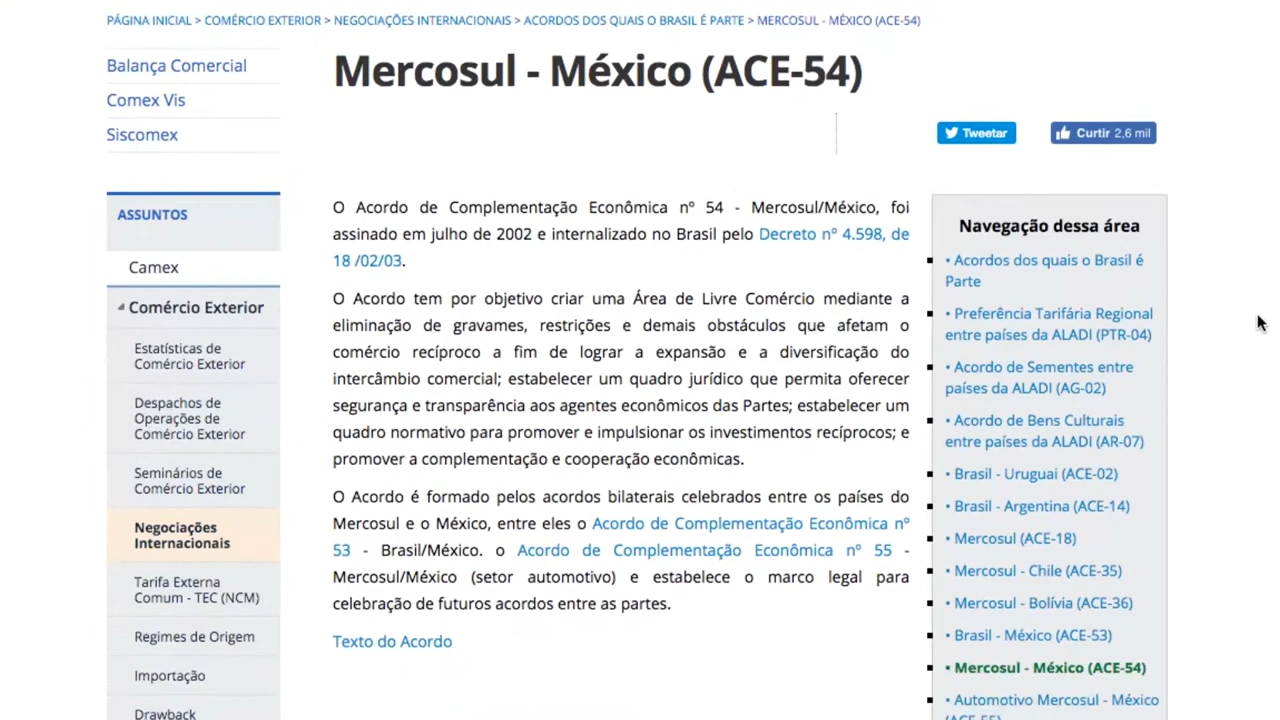 PÁGINA INICIAL > COMÉRCIO EXTERIOR > NEGOCIAÇÕES INTERNACIONAIS > ACORDOS DOS QUAIS O BRASIL É PARTE > MERCOSUL - MÉXICO (ACE-54)
Balança Comercial
Comex Vis
Siscomex
ASSUNTOS
Camex
Comércio Exterior
Estatísticas de
Comércio Exterior
Despachos de
Operações de
Comércio Exterior
Seminários de
Comércio Exterior
Negociações
Internacionais
Tarifa Externa
Comum - TEC (NCM)
Regimes de Origem
Importação
Drawback
Mercosul - México (ACE-54)
Tweetar
Curtir 2,6 mil
O Acordo de Complementação Econômica nº 54 - Mercosul/México, foi
assinado em julho de 2002 e internalizado no Brasil pelo Decreto nº 4.598, de
18 /02/03.
O Acordo tem por objetivo criar uma Área de Livre Comércio mediante a
eliminação de gravames, restrições e demais obstáculos que afetam o
comércio recíproco a fim de lograr a expansão e a diversificação do
intercâmbio comercial; estabelecer um quadro jurídico que permita oferecer
segurança e transparência aos agentes econômicos das Partes; estabelecer um
quadro normativo para promover e impulsionar os investimentos recíprocos; e
promover a complementação e cooperação econômicas.
O Acordo é formado pelos acordos bilaterais celebrados entre os países do
Mercosul e o México, entre eles o Acordo de Complementação Econômica nº
53 - Brasil/México. o Acordo de Complementação Econômica nº 55 -
Mercosul/México (setor automotivo) e estabelece o marco legal para
celebração de futuros acordos entre as partes.
Texto do Acordo
Navegação dessa área
• Acordos dos quais o Brasil é
Parte
• Preferência Tarifária Regional
entre países da ALADI (PTR-04)
• Acordo de Sementes entre
países da ALADI (AG-02)
• Acordo de Bens Culturais
entre países da ALADI (AR-07)
• Brasil - Uruguai (ACE-02)
• Brasil - Argentina (ACE-14)
• Mercosul (ACE-18)
• Mercosul - Chile (ACE-35)
• Mercosul - Bolívia (ACE-36)
• Brasil - México (ACE-53)
• Mercosul - México (ACE-54)
• Automotivo Mercosul - México
(ACE-55)